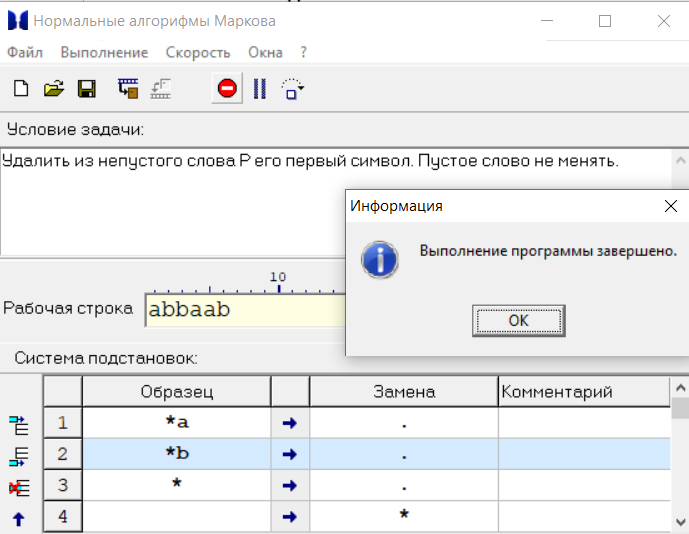 Нормальные алгорифмы Маркова
Файл Выполнение Скорость Окна ?
Условие задачи:
Удалить из непустого слова P его первый символ. Пустое слово не менять.
Информация
Выполнение программы завершено.
OK
10
Рабочая строка abbaab
Система подстановок:
Образец Замена Комментарий
1 *a → .
2 *b → .
3 * → .
4 → *